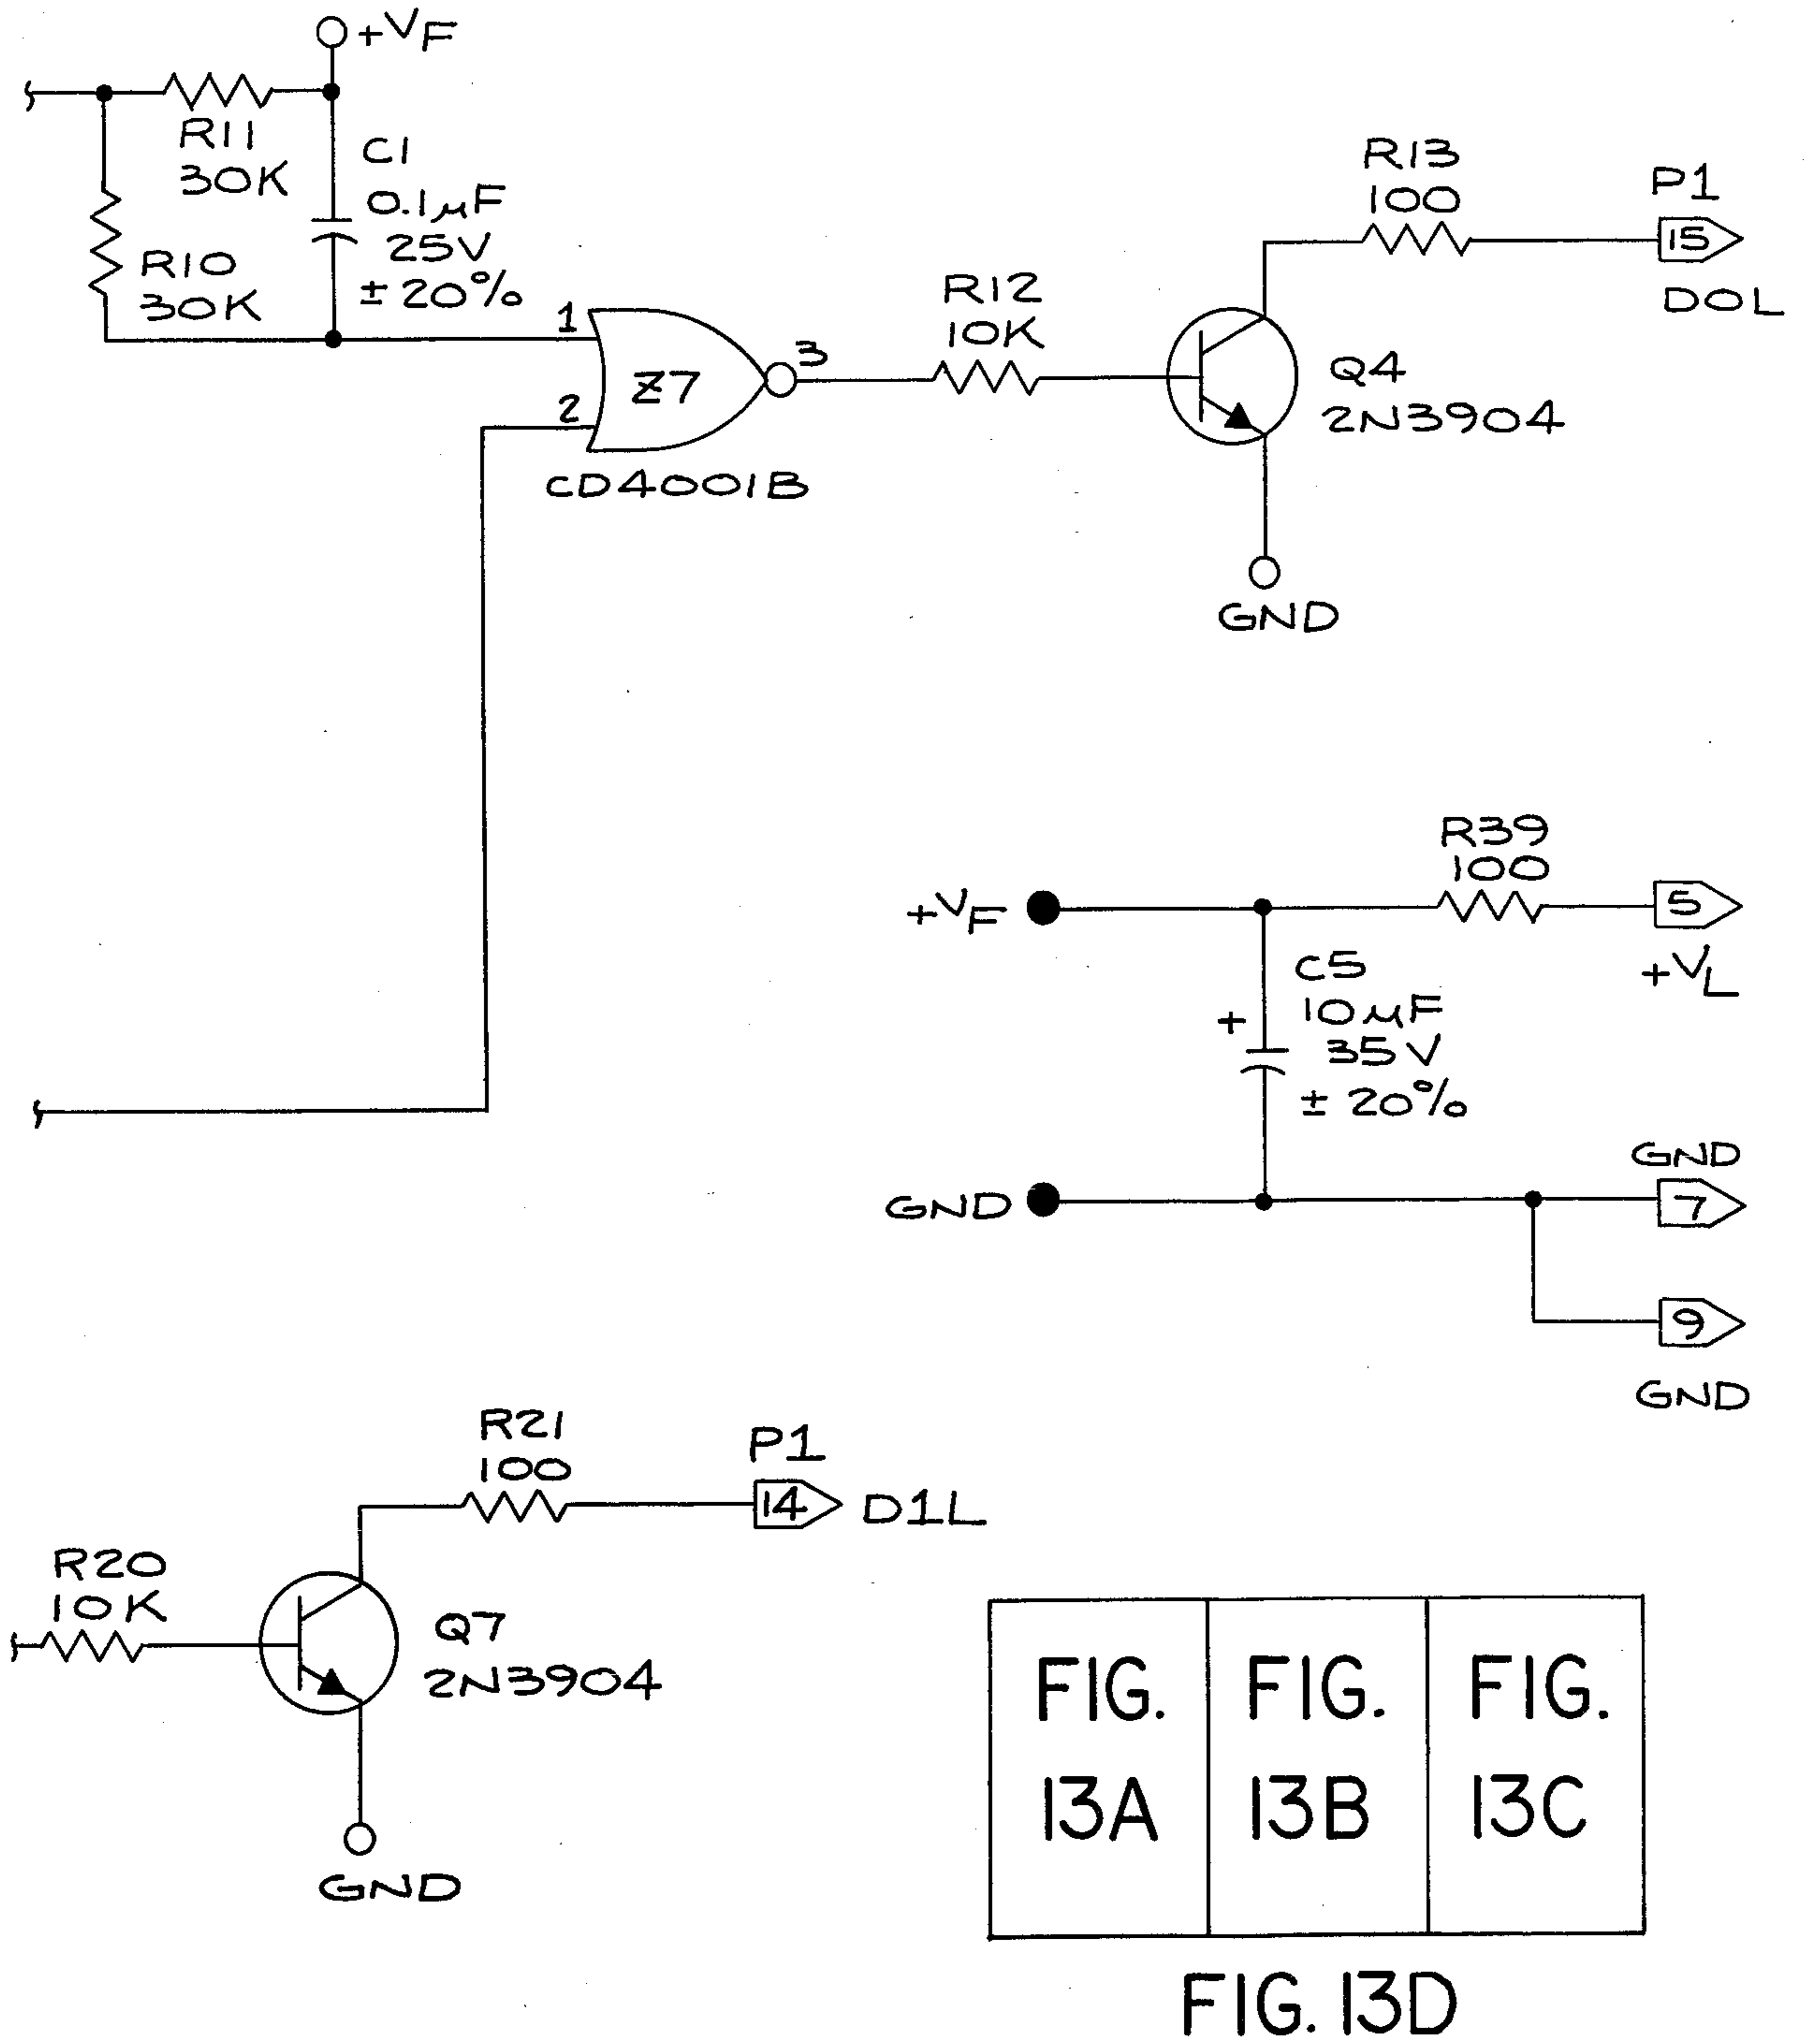 +VF
R11
30K
C1
0.1µF
25V
± 20%
R10
30K
1
2
Z7
3
CD4001B
R12
10K
R13
100
P1
15
DOL
Q4
2N3904
GND
R39
100
+VF
5
+VL
C5
10µF
35V
± 20%
+
GND
GND
7
9
GND
R21
100
P1
14
D1L
R20
10K
Q7
2N3904
GND
FIG.
13A
FIG.
13B
FIG.
13C
FIG. 13D